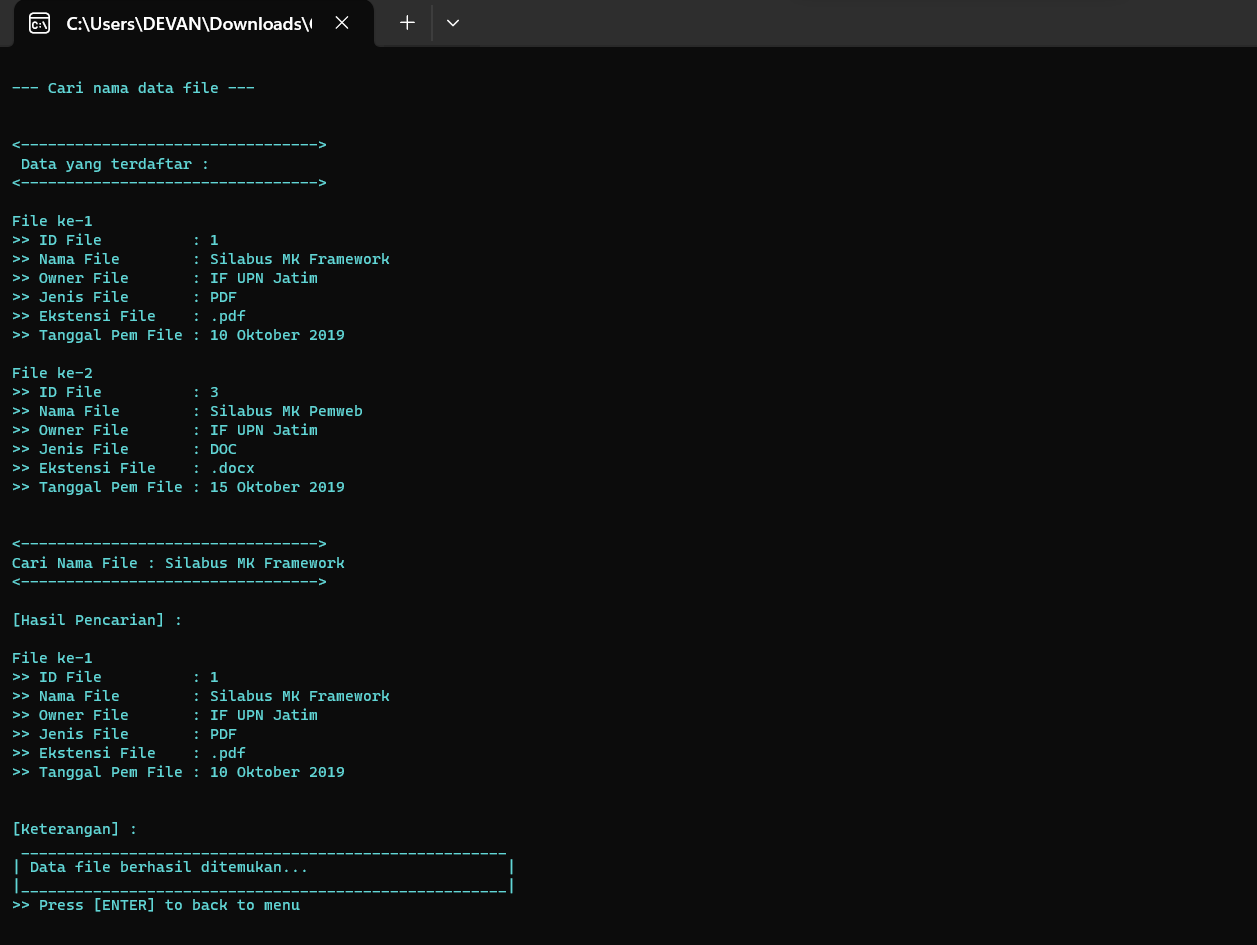 C:\Users\DEVAN\Downloads\
--- Cari nama data file ---
<--------------------------------->
Data yang terdaftar :
<--------------------------------->
File ke-1
>> ID File          : 1
>> Nama File        : Silabus MK Framework
>> Owner File       : IF UPN Jatim
>> Jenis File       : PDF
>> Ekstensi File    : .pdf
>> Tanggal Pem File : 10 Oktober 2019
File ke-2
>> ID File          : 3
>> Nama File        : Silabus MK Pemweb
>> Owner File       : IF UPN Jatim
>> Jenis File       : DOC
>> Ekstensi File    : .docx
>> Tanggal Pem File : 15 Oktober 2019
<--------------------------------->
Cari Nama File : Silabus MK Framework
<--------------------------------->
[Hasil Pencarian] :
File ke-1
>> ID File          : 1
>> Nama File        : Silabus MK Framework
>> Owner File       : IF UPN Jatim
>> Jenis File       : PDF
>> Ekstensi File    : .pdf
>> Tanggal Pem File : 10 Oktober 2019
[Keterangan] :
| Data file berhasil ditemukan... |
>> Press [ENTER] to back to menu